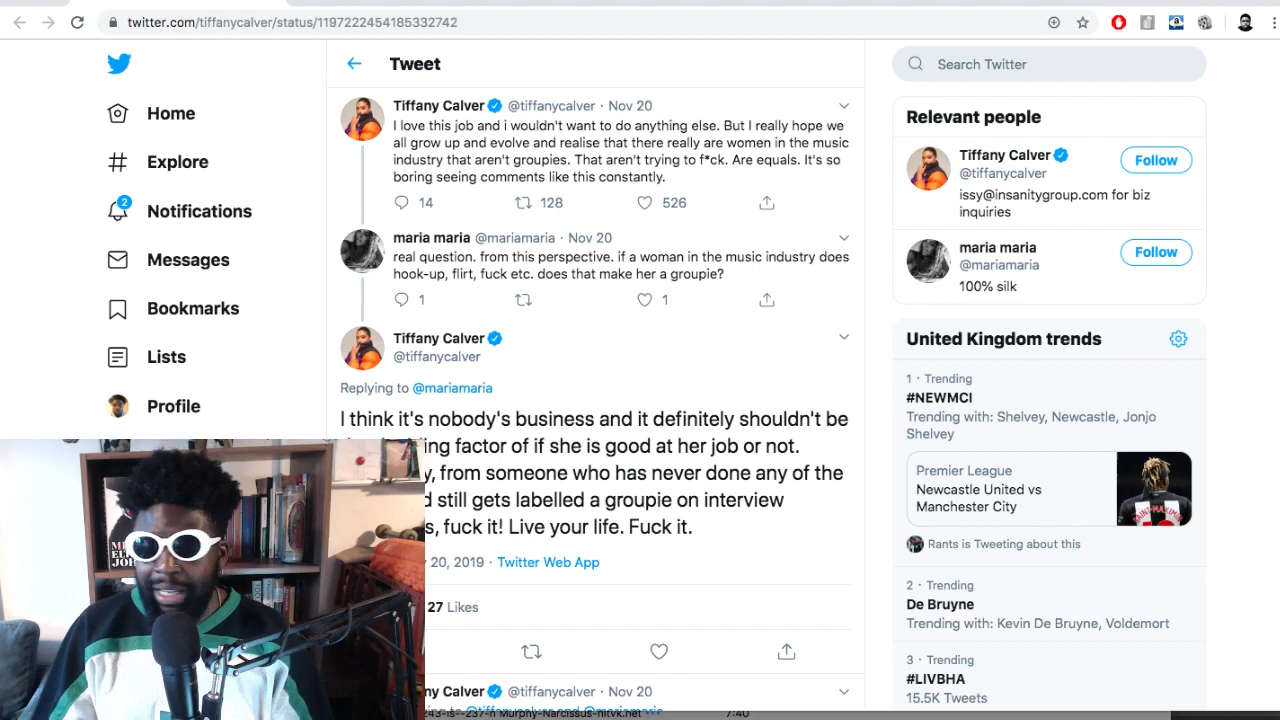 twitter.com/tiffanycalver/status/1197222454185332742
Home
Explore
2
Notifications
Messages
Bookmarks
Lists
Profile
Tweet
Tiffany Calver @tiffanycalver · Nov 20
I love this job and i wouldn't want to do anything else. But I really hope we
all grow up and evolve and realise that there really are women in the music
industry that aren't groupies. That aren't trying to f*ck. Are equals. It's so
boring seeing comments like this constantly.
14 128 526
maria maria @mariamaria · Nov 20
real question. from this perspective. if a woman in the music industry does
hook-up, flirt, fuck etc. does that make her a groupie?
1 1
Tiffany Calver
@tiffanycalver
Replying to @mariamaria
I think it's nobody's business and it definitely shouldn't be
factor of if she is good at her job or not.
from someone who has never done any of the
still gets labelled a groupie on interview
fuck it! Live your life. Fuck it.
20, 2019 · Twitter Web App
27 Likes
Calver @tiffanycalver · Nov 20
@tiffanycalver and @mariamaria
7:40
Search Twitter
Relevant people
Tiffany Calver
@tiffanycalver
Follow
issy@insanitygroup.com for biz
inquiries
maria maria
@mariamaria
Follow
100% silk
United Kingdom trends
1 · Trending
#NEWMCI
Trending with: Shelvey, Newcastle, Jonjo
Shelvey
Premier League
Newcastle United vs
Manchester City
Rants is Tweeting about this
2 · Trending
De Bruyne
Trending with: Kevin De Bruyne, Voldemort
3 · Trending
#LIVBHA
15.5K Tweets